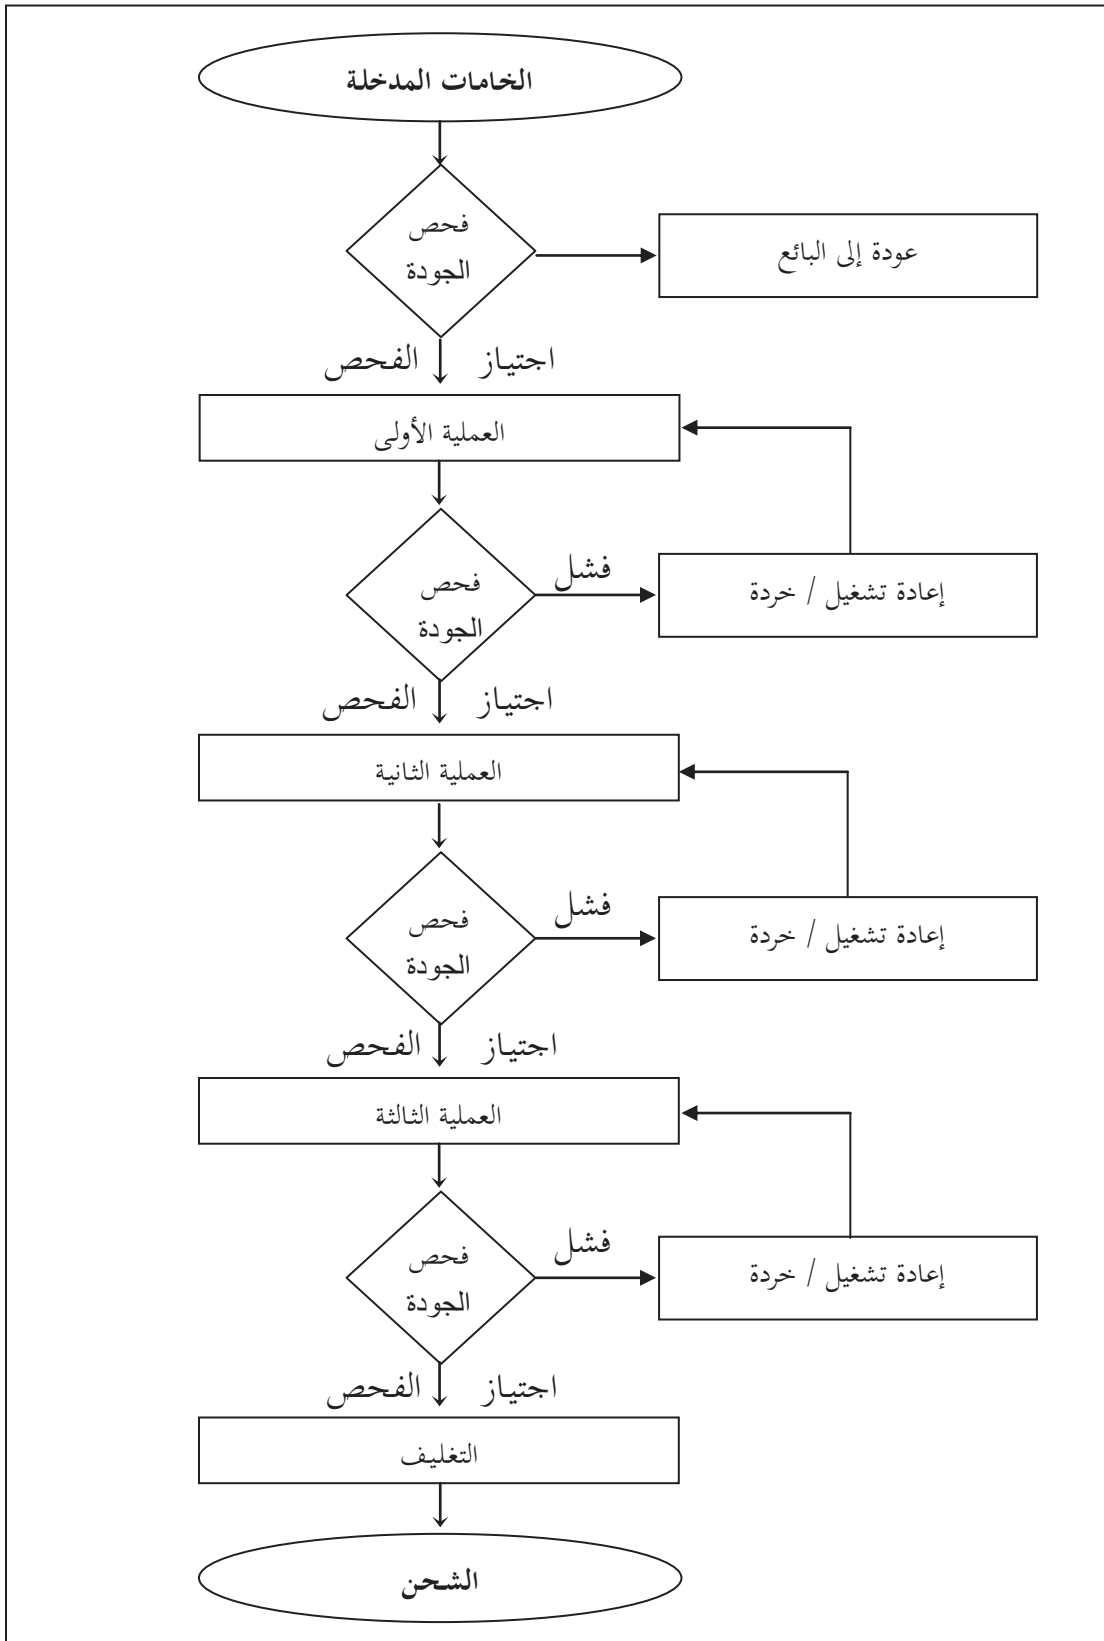 الخامات المدخلة
فحص
الجودة
عودة إلى البائع
اجتياز الفحص
العملية الأولى
فحص
الجودة
فشل
إعادة تشغيل / خردة
اجتياز الفحص
العملية الثانية
فحص
الجودة
فشل
إعادة تشغيل / خردة
اجتياز الفحص
العملية الثالثة
فحص
الجودة
فشل
إعادة تشغيل / خردة
اجتياز الفحص
التغليف
الشحن